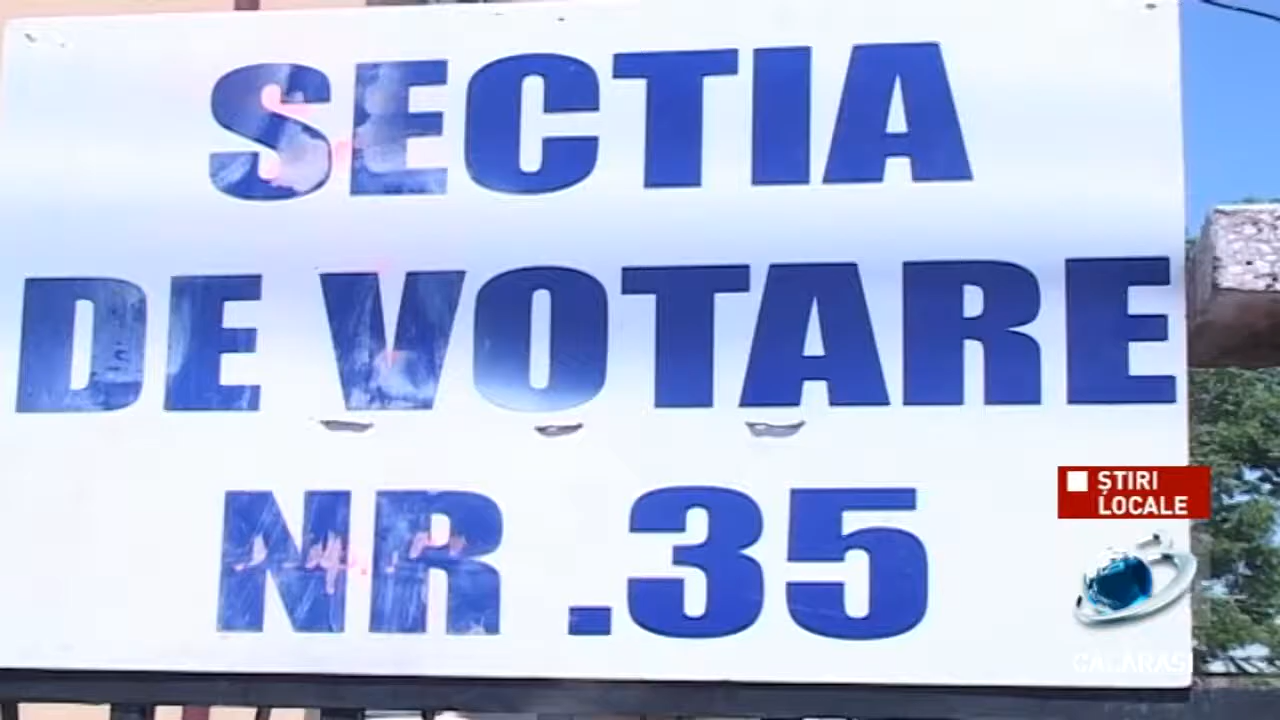 SECTIA
DE VOTARE
NR .35
ȘTIRI
LOCALE
CALARASI